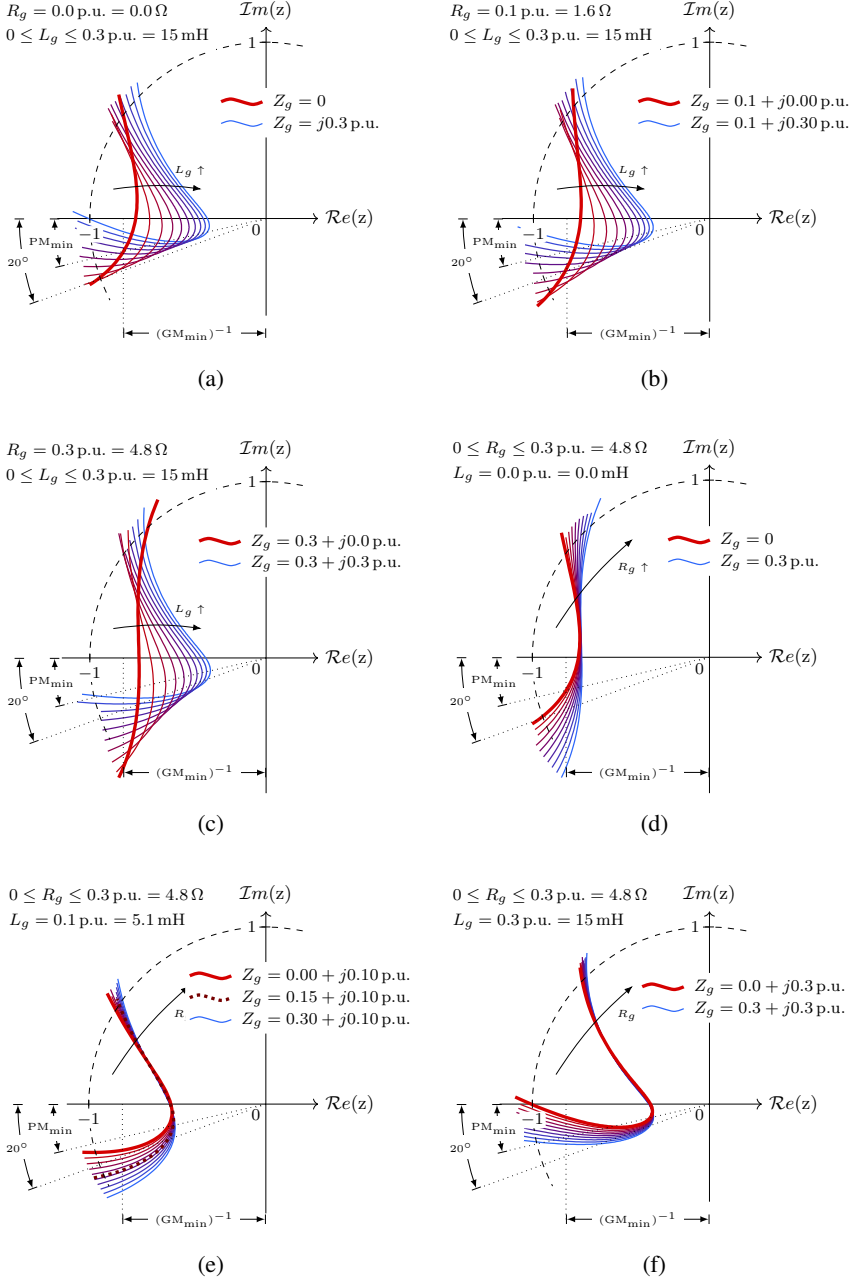 R_g = 0.0 p.u. = 0.0 Ω
0 ≤ L_g ≤ 0.3 p.u. = 15 mH
Im(z)
1
Z_g = 0
Z_g = j0.3 p.u.
L_g ↑
Re(z)
−1
0
PM_min
20°
(GM_min)^−1
(a)
R_g = 0.1 p.u. = 1.6 Ω
0 ≤ L_g ≤ 0.3 p.u. = 15 mH
Im(z)
1
Z_g = 0.1 + j0.00 p.u.
Z_g = 0.1 + j0.30 p.u.
L_g ↑
Re(z)
−1
0
PM_min
20°
(GM_min)^−1
(b)
R_g = 0.3 p.u. = 4.8 Ω
0 ≤ L_g ≤ 0.3 p.u. = 15 mH
Im(z)
1
Z_g = 0.3 + j0.0 p.u.
Z_g = 0.3 + j0.3 p.u.
L_g ↑
Re(z)
−1
0
PM_min
20°
(GM_min)^−1
(c)
0 ≤ R_g ≤ 0.3 p.u. = 4.8 Ω
L_g = 0.0 p.u. = 0.0 mH
Im(z)
1
Z_g = 0
Z_g = 0.3 p.u.
R_g ↑
Re(z)
−1
0
PM_min
20°
(GM_min)^−1
(d)
0 ≤ R_g ≤ 0.3 p.u. = 4.8 Ω
L_g = 0.1 p.u. = 5.1 mH
Im(z)
1
Z_g = 0.00 + j0.10 p.u.
Z_g = 0.15 + j0.10 p.u.
Z_g = 0.30 + j0.10 p.u.
R
Re(z)
−1
0
PM_min
20°
(GM_min)^−1
(e)
0 ≤ R_g ≤ 0.3 p.u. = 4.8 Ω
L_g = 0.3 p.u. = 15 mH
Im(z)
1
Z_g = 0.0 + j0.3 p.u.
Z_g = 0.3 + j0.3 p.u.
R_g
Re(z)
−1
0
PM_min
20°
(GM_min)^−1
(f)